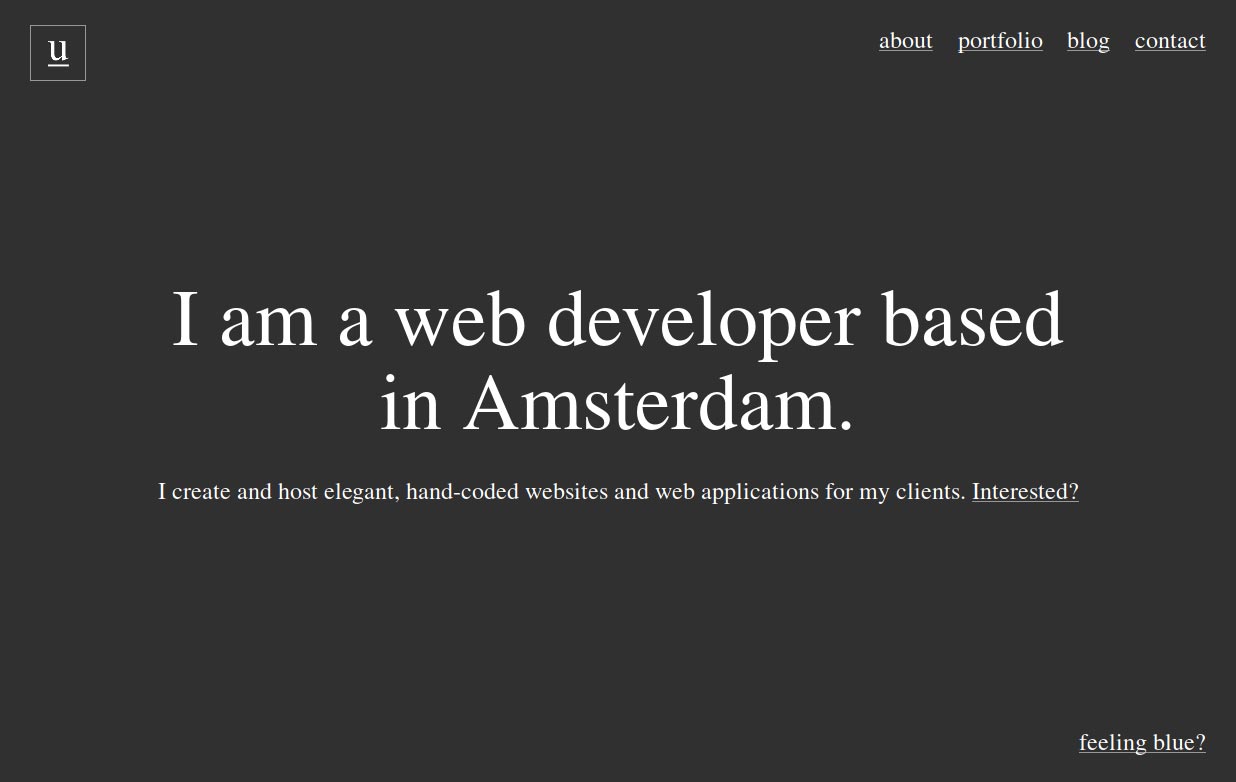 u
about portfolio blog contact
I am a web developer based
in Amsterdam.
I create and host elegant, hand-coded websites and web applications for my clients. Interested?
feeling blue?